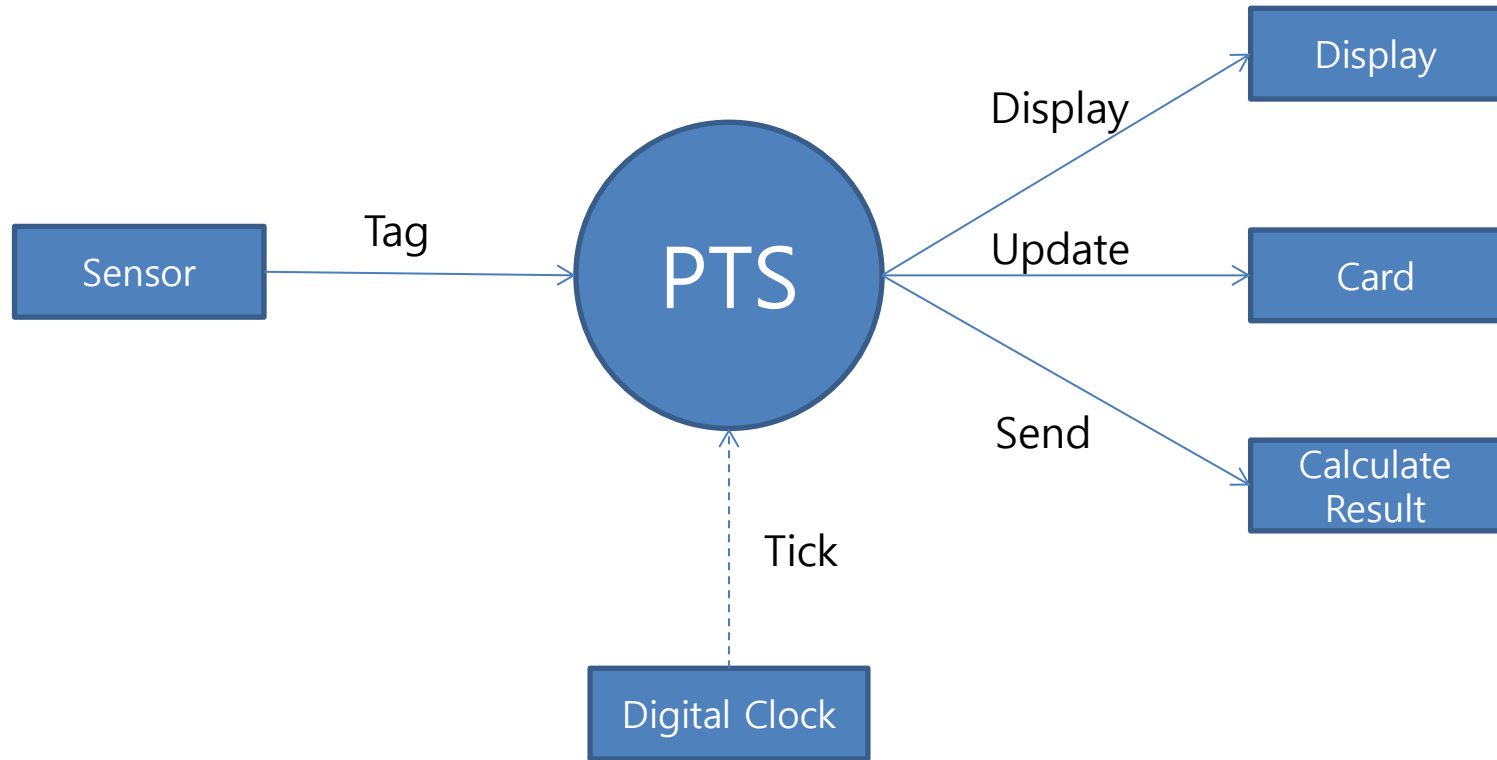 Display
Display
Tag
PTS
Update
Sensor
Card
Send
Calculate
Result
Tick
Digital Clock